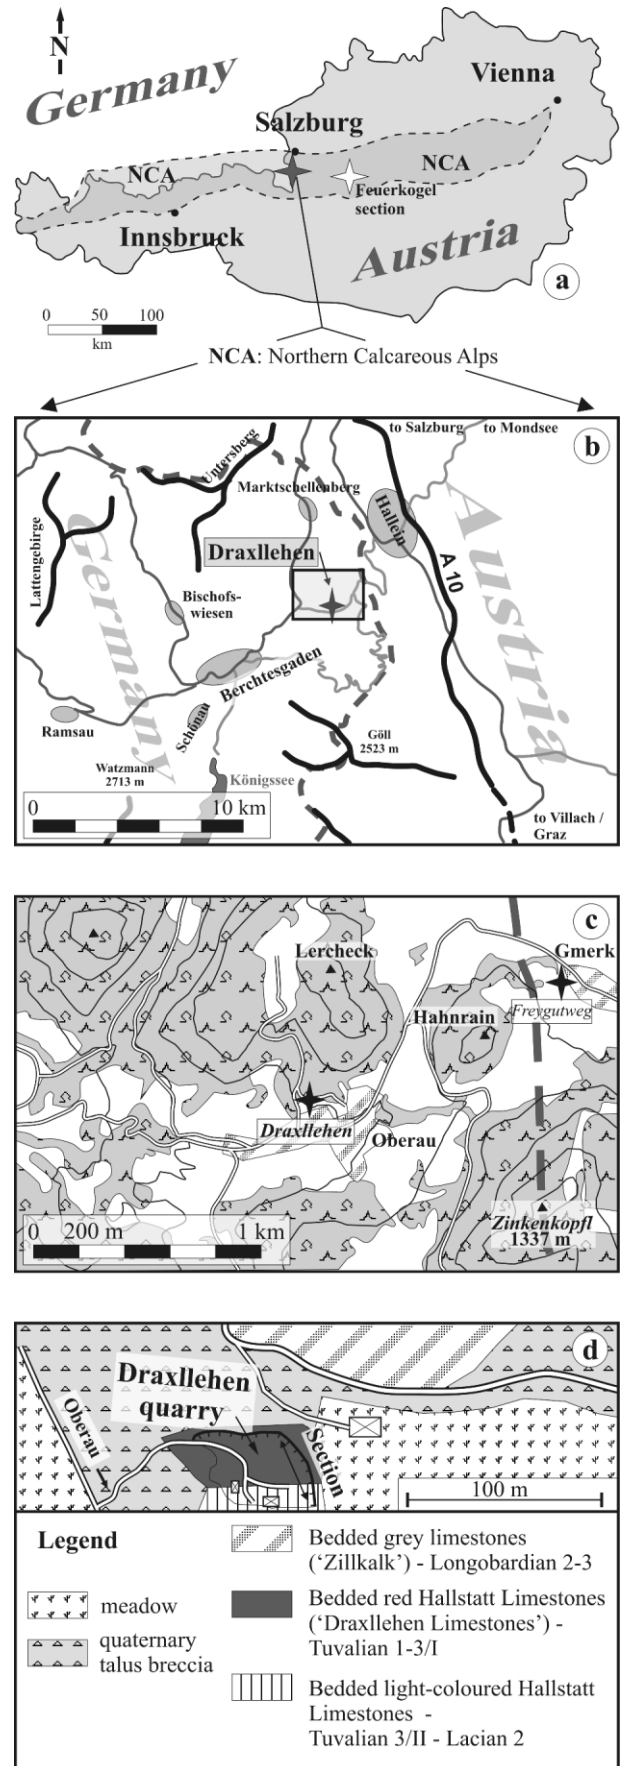 N
Germany
Vienna
Salzburg
NCA
NCA
Feuerkogel
section
Innsbruck
Austria
a
0 50 100
km
NCA: Northern Calcareous Alps
to Salzburg
to Mondsee
b
Untersberg
Marktschellenberg
Hallein
Lattengebirge
Draxllehen
A 10
Austria
Germany
Bischofs-
wiesen
Berchtesgaden
Schönau
Ramsau
Göll
2523 m
Watzmann
2713 m
Königssee
0 10 km
to Villach /
Graz
c
Lercheck
Gmerk
Hahnrain
Freygutweg
Draxllehen
Oberau
0 200 m 1 km
Zinkenkopfl
1337 m
d
Draxllehen
quarry
Oberau
Section
100 m
Legend
meadow
quaternary
talus breccia
Bedded grey limestones
(‘Zillkalk’) - Longobardian 2-3
Bedded red Hallstatt Limestones
(‘Draxllehen Limestones’) -
Tuvalian 1-3/I
Bedded light-coloured Hallstatt
Limestones -
Tuvalian 3/II - Lacian 2